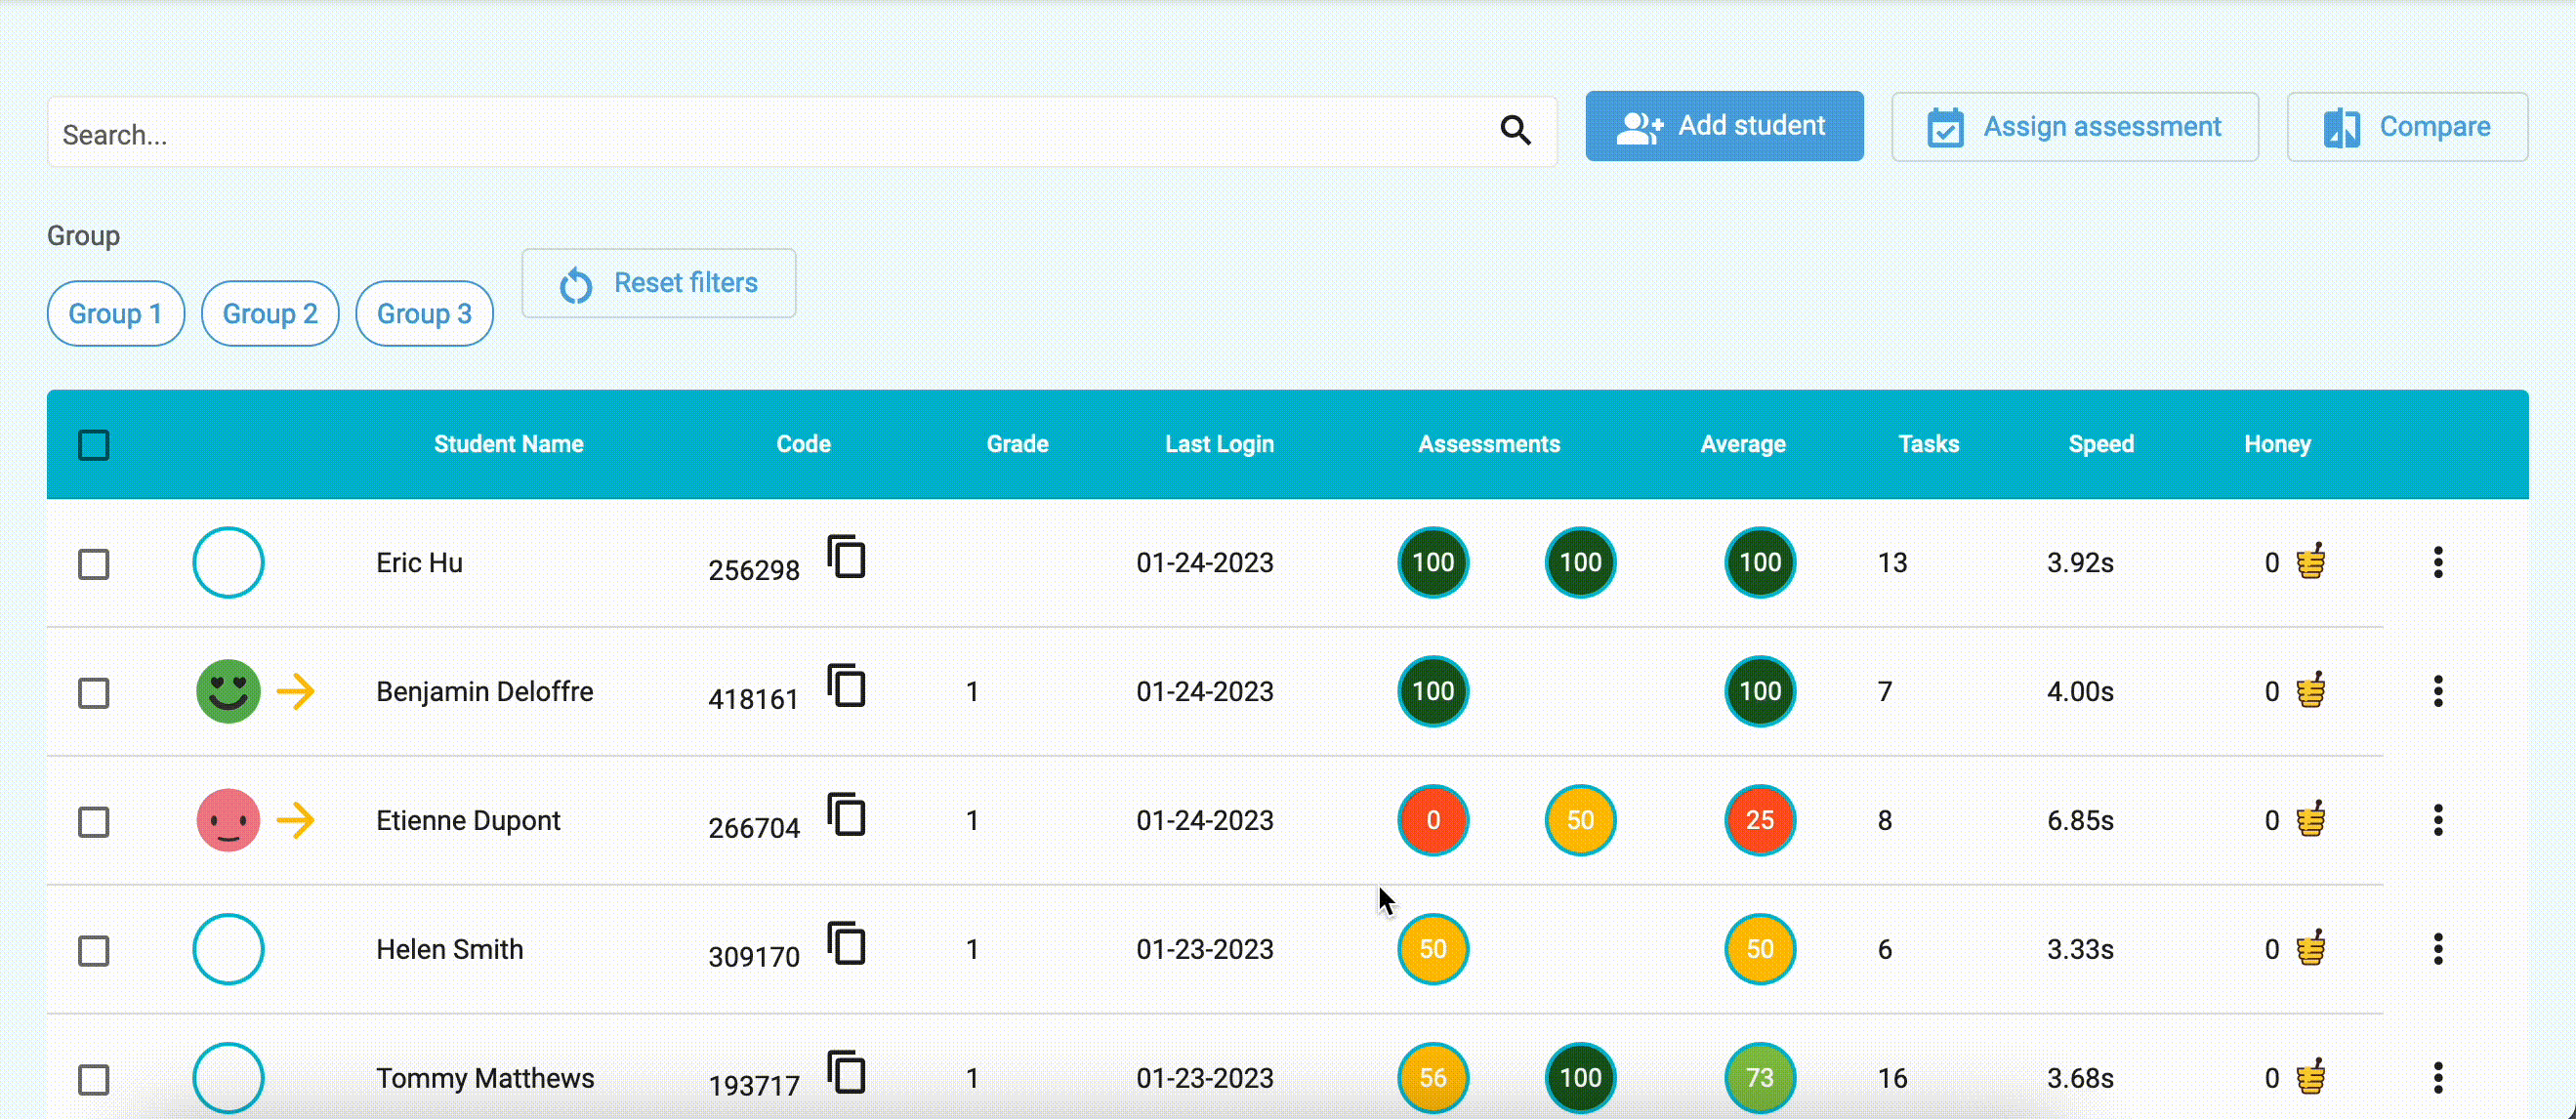 Search...
Add student
Assign assessment
Compare
Group
Group 1 Group 2 Group 3
Reset filters
Student Name Code Grade Last Login Assessments Average Tasks Speed Honey
Eric Hu 256298 01-24-2023 100 100 100 13 3.92s 0
Benjamin Deloffre 418161 1 01-24-2023 100 100 7 4.00s 0
Etienne Dupont 266704 1 01-24-2023 0 50 25 8 6.85s 0
Helen Smith 309170 1 01-23-2023 50 50 6 3.33s 0
Tommy Matthews 193717 1 01-23-2023 56 100 73 16 3.68s 0